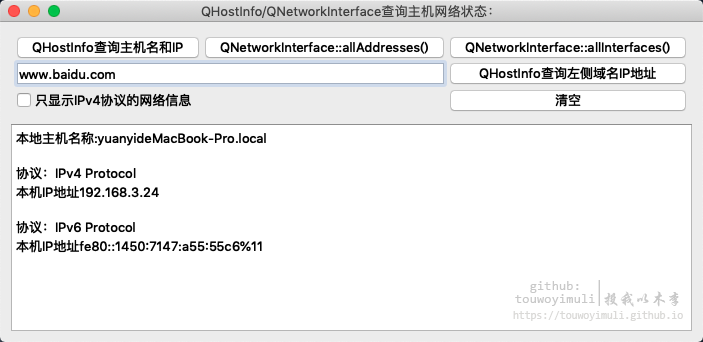 QHostInfo/QNetworkInterface查询主机网络状态:
QHostInfo查询主机名和IP
QNetworkInterface::allAddresses()
QNetworkInterface::allInterfaces()
www.baidu.com
QHostInfo查询左侧域名IP地址
只显示IPv4协议的网络信息
清空
本地主机名称:yuanyideMacBook-Pro.local
协议：IPv4 Protocol
本机IP地址192.168.3.24
协议：IPv6 Protocol
本机IP地址fe80::1450:7147:a55:55c6%11
github:
touwoyimuli
投我以木李
https://touwoyimuli.github.io